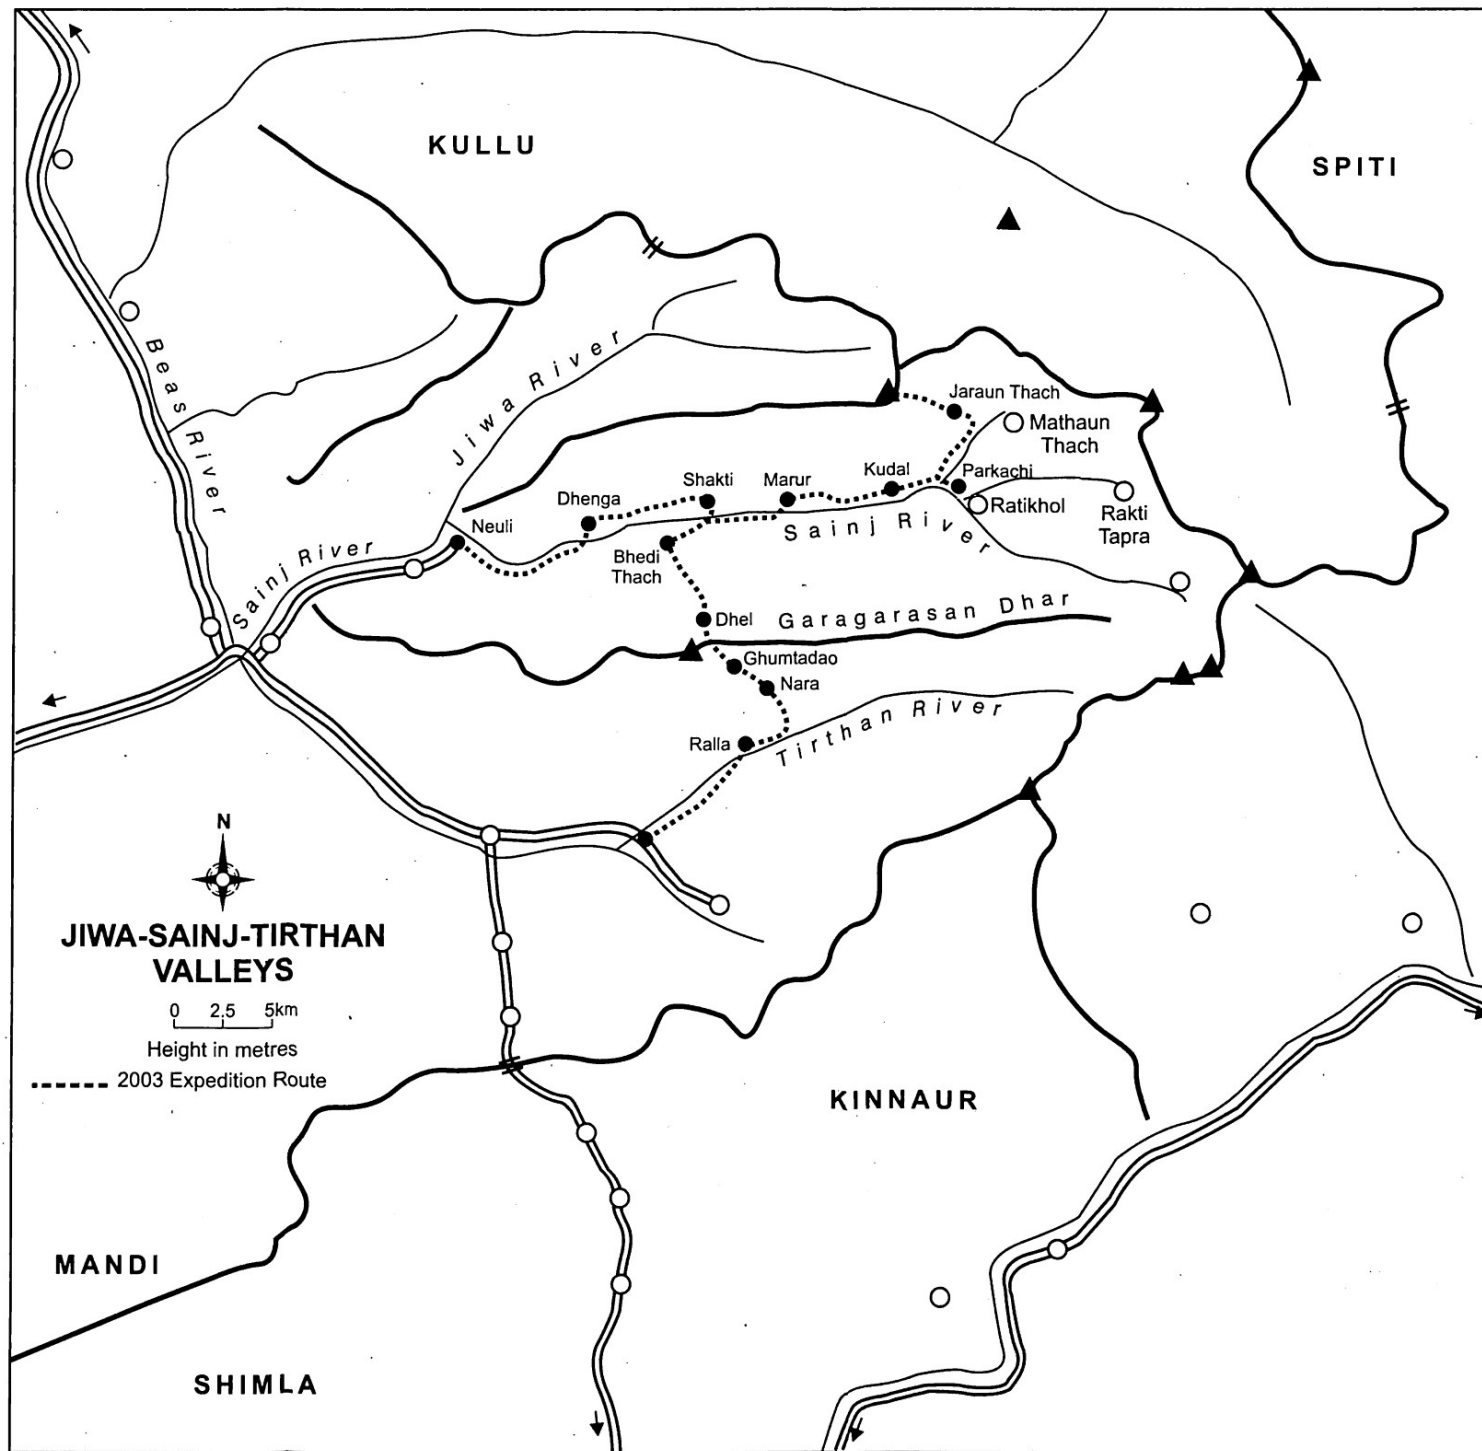 KULLU
SPITI
Beas River
Jiwa River
Jaraun Thach
Mathaun
Thach
Shakti
Marur
Kudal
Parkachi
Dhenga
Neuli
Ratikhol
Rakti
Tapra
Sainj River
Sainj River
Bhedi
Thach
Dhel
Garagarasan Dhar
Ghumtadao
Nara
Ralla
Tirthan River
N
JIWA-SAINJ-TIRTHAN
VALLEYS
0 2.5 5km
Height in metres
2003 Expedition Route
KINNAUR
MANDI
SHIMLA